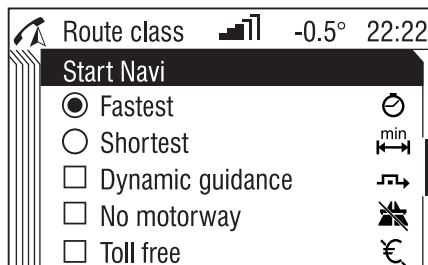 Route class -0.5° 22:22
Start Navi
Fastest
Shortest min
Dynamic guidance
No motorway
Toll free €